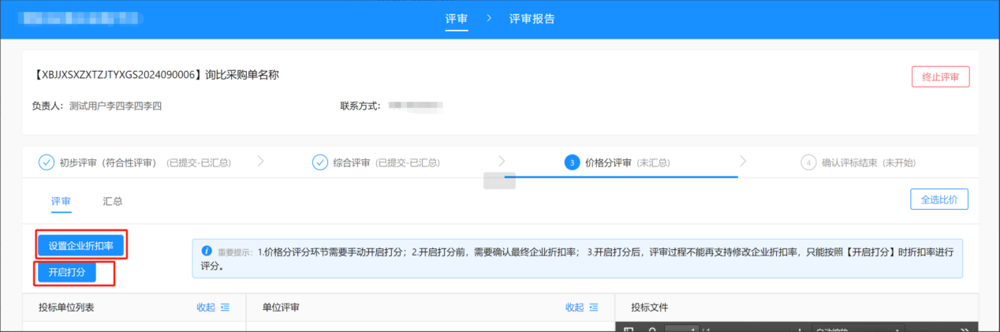 评审 > 评审报告
【XBJJXSXZXTZJTYXGS2024090006】询比采购单名称
终止评审
负责人: 测试用户李四李四李四 联系方式:
初步评审（符合性评审）(已提交-已汇总)
综合评审 (已提交-已汇总)
3 价格分评审 (未汇总)
4 确认评标结束 (未开始)
评审 汇总
全选比价
设置企业折扣率
开启打分
重要提示: 1.价格分评分环节需要手动开启打分；2.开启打分前，需要确认最终企业折扣率； 3.开启打分后，评审过程不能再支持修改企业折扣率，只能按照【开启打分】时折扣率进行
评分。
投标单位列表 收起 单位评审 收起 投标文件